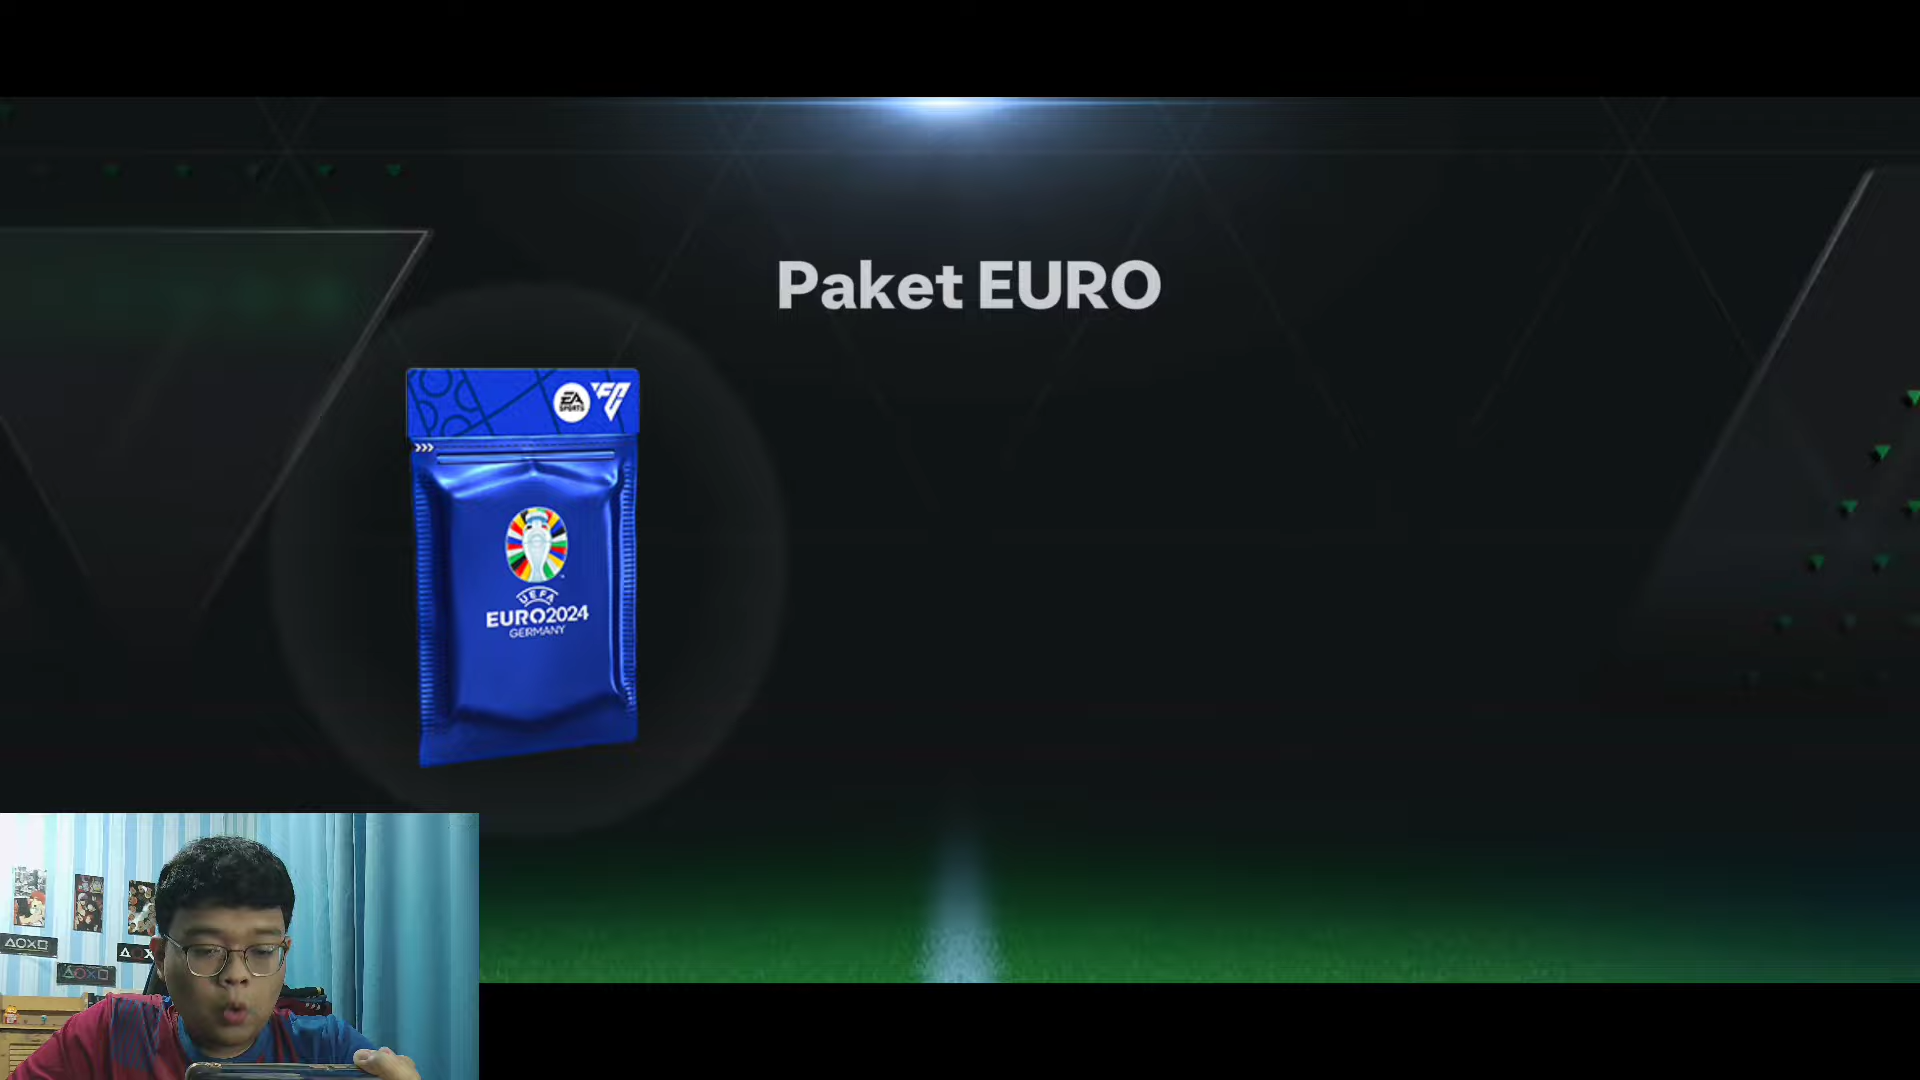 Paket EURO
EA
SPORTS
FC
UEFA
EURO2024
GERMANY